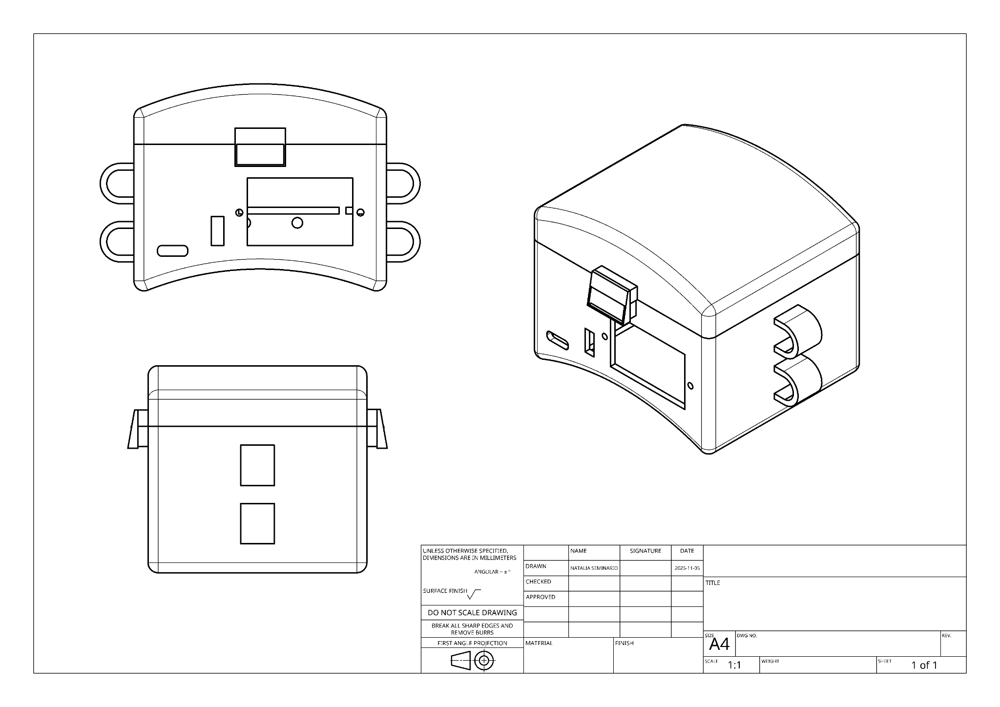 UNLESS OTHERWISE SPECIFIED,
DIMENSIONS ARE IN MILLIMETERS
ANGULAR = ± °
SURFACE FINISH
DO NOT SCALE DRAWING
BREAK ALL SHARP EDGES AND
REMOVE BURRS
FIRST ANGLE PROJECTION
NAME SIGNATURE DATE
DRAWN NATALIA SEMINARIO 2025-11-05
CHECKED
APPROVED
MATERIAL FINISH
TITLE
SIZE A4 DWG NO. REV.
SCALE 1:1 WEIGHT SHEET 1 of 1